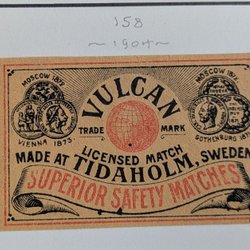 158
~1904~
MOSCOW 1872
MOSCOW 1872
VULCAN
VIENNA 1873
GOTHENBURG 1871
TRADE MARK
LICENSED MATCH
MADE AT TIDAHOLM, SWEDEN
SUPERIOR SAFETY MATCHES